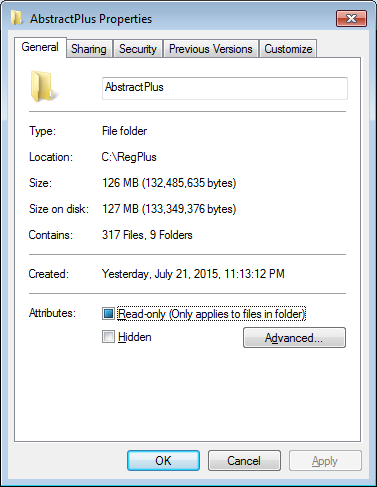 AbstractPlus Properties
General Sharing Security Previous Versions Customize
AbstractPlus
Type: File folder
Location: C:\RegPlus
Size: 126 MB (132,485,635 bytes)
Size on disk: 127 MB (133,349,376 bytes)
Contains: 317 Files, 9 Folders
Created: Yesterday, July 21, 2015, 11:13:12 PM
Attributes: Read-only (Only applies to files in folder)
Hidden Advanced...
OK Cancel Apply